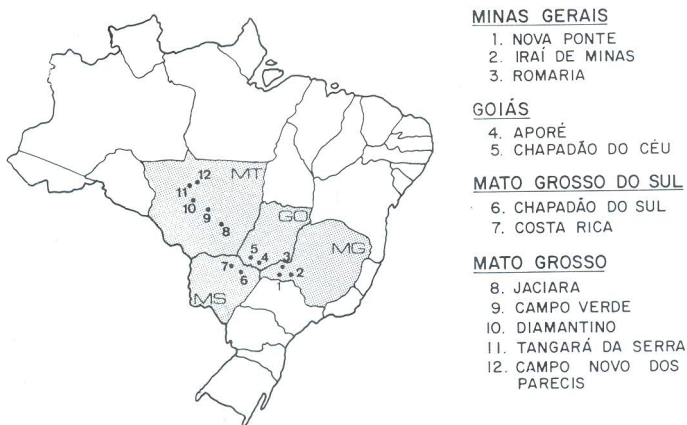 MINAS GERAIS
1. NOVA PONTE
2. IRAÍ DE MINAS
3. ROMARIA
GOIÁS
4. APORÉ
5. CHAPADÃO DO CÉU
MATO GROSSO DO SUL
6. CHAPADÃO DO SUL
7. COSTA RICA
MATO GROSSO
8. JACIARA
9. CAMPO VERDE
10. DIAMANTINO
11. TANGARÁ DA SERRA
12. CAMPO NOVO DOS
PARECIS
12
MT
11
10
9
GO
8
MG
5
3
4
7
6
1
2
MS